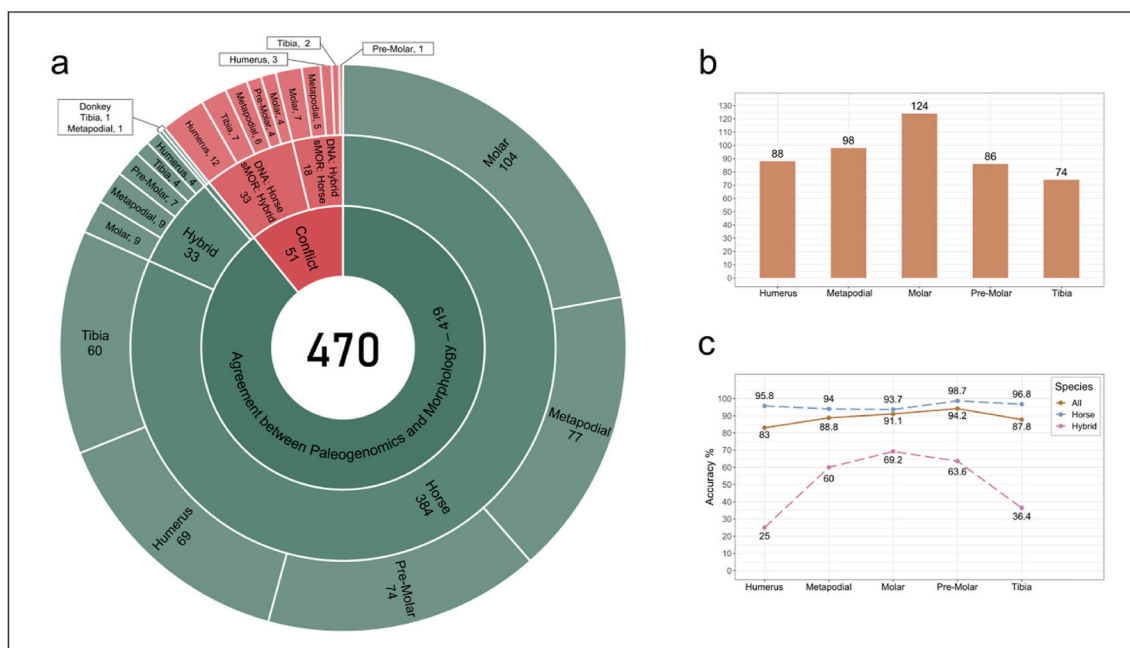 a
Tibia, 2
Pre-Molar, 1
Humerus, 3
Donkey
Tibia, 1
Metapodial, 1
Humerus, 12
Tibia, 7
Metapodial, 6
Pre-Molar, 4
Molar, 4
Molar, 7
Metapodial, 5
DNA: Horse
sMOR: Hybrid
33
DNA: Hybrid
sMOR: Horse
18
Conflict
51
Humerus, 4
Tibia, 4
Pre-Molar, 7
Metapodial, 9
Molar, 9
Hybrid
33
Molar
104
Metapodial
77
Pre-Molar
74
Humerus
69
Tibia
60
Horse
384
Agreement between Paleogenomics and Morphology – 419
470
b
130
120
110
100
90
80
70
60
50
40
30
20
10
0
88
98
124
86
74
Humerus Metapodial Molar Pre-Molar Tibia
c
Accuracy %
100
90
80
70
60
50
40
30
20
10
0
95.8 94 93.7 98.7 96.8
83 88.8 91.1 94.2 87.8
25 60 69.2 63.6 36.4
Species
All
Horse
Hybrid
Humerus Metapodial Molar Pre-Molar Tibia